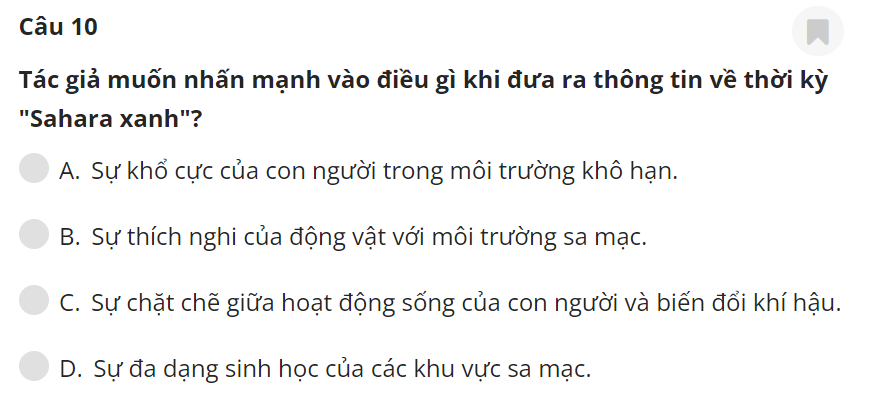 Câu 10
Tác giả muốn nhấn mạnh vào điều gì khi đưa ra thông tin về thời kỳ
"Sahara xanh"?
A. Sự khổ cực của con người trong môi trường khô hạn.
B. Sự thích nghi của động vật với môi trường sa mạc.
C. Sự chặt chẽ giữa hoạt động sống của con người và biến đổi khí hậu.
D. Sự đa dạng sinh học của các khu vực sa mạc.